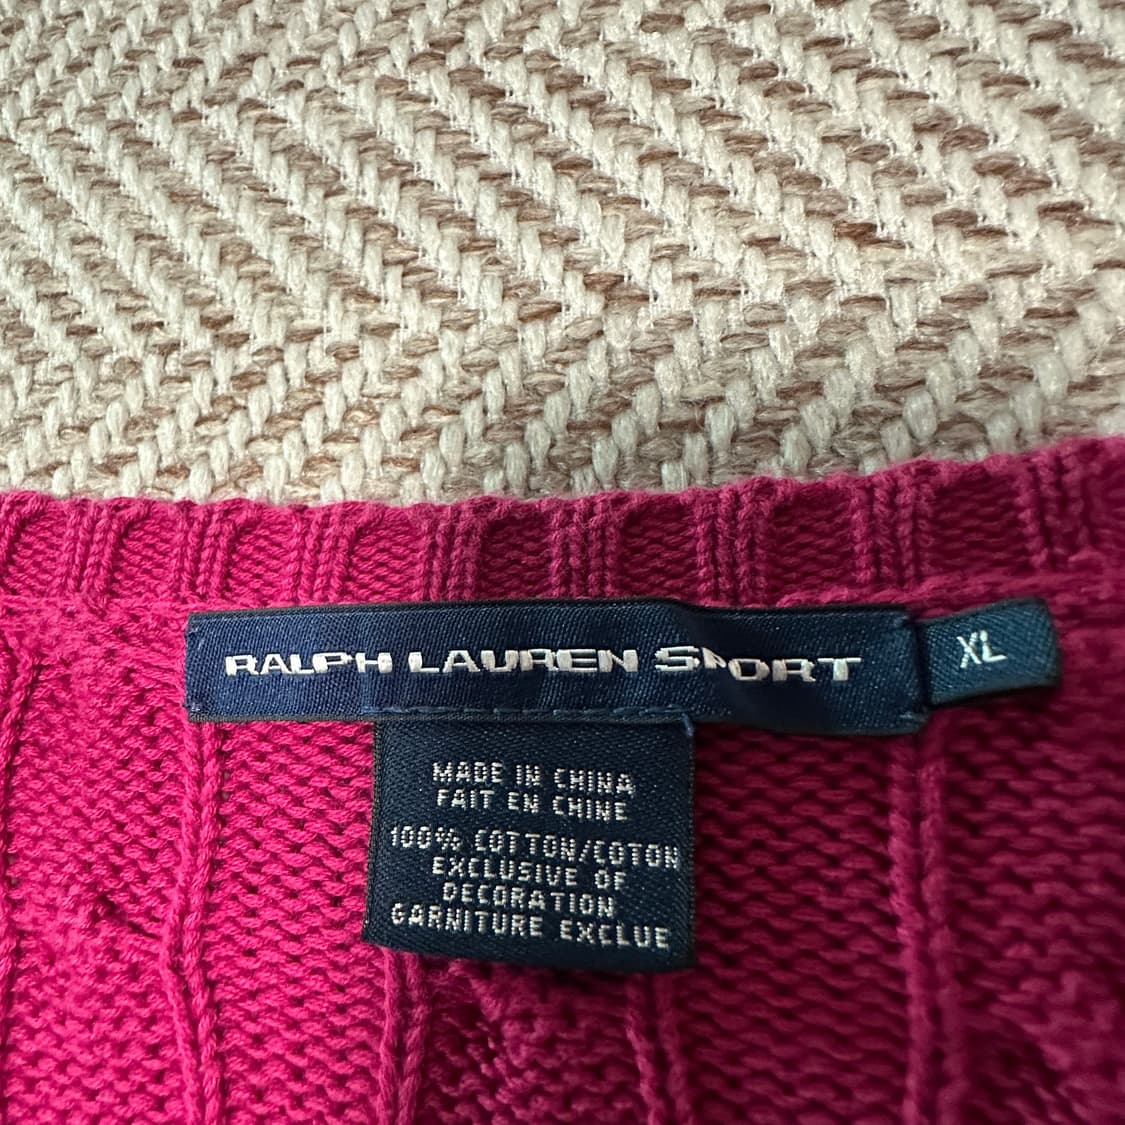 RALPH LAUREN SPORT
XL
MADE IN CHINA
FAIT EN CHINE
100% COTTON/COTON
EXCLUSIVE OF
DECORATION
GARNITURE EXCLUE